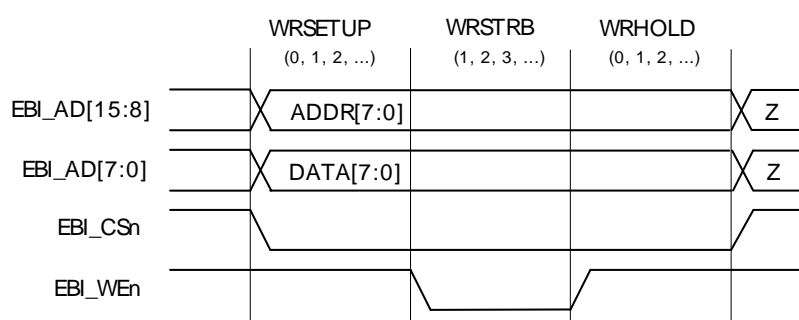 WRSETUP WRSTRB WRHOLD
(0, 1, 2, ...) (1, 2, 3, ...) (0, 1, 2, ...)
EBI_AD[15:8] ADDR[7:0] Z
EBI_AD[7:0] DATA[7:0] Z
EBI_CSn
EBI_WEn